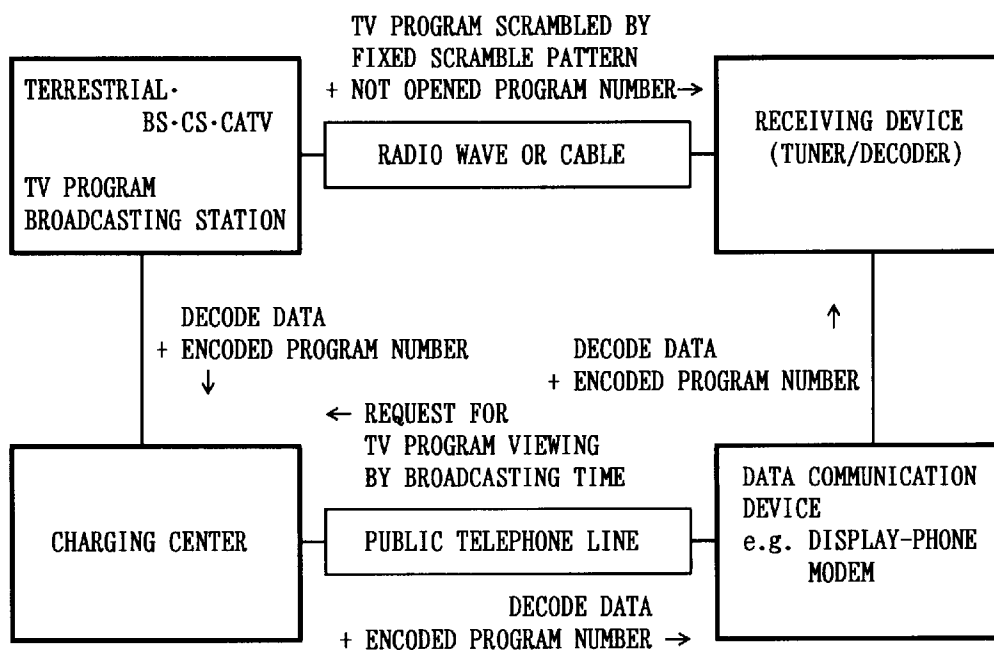 TV PROGRAM SCRAMBLED BY
FIXED SCRAMBLE PATTERN
+ NOT OPENED PROGRAM NUMBER→
TERRESTRIAL·
BS·CS·CATV
TV PROGRAM
BROADCASTING STATION
RADIO WAVE OR CABLE
RECEIVING DEVICE
(TUNER/DECODER)
DECODE DATA
+ ENCODED PROGRAM NUMBER
↓
↑
DECODE DATA
+ ENCODED PROGRAM NUMBER
← REQUEST FOR
TV PROGRAM VIEWING
BY BROADCASTING TIME
CHARGING CENTER
PUBLIC TELEPHONE LINE
DATA COMMUNICATION
DEVICE
e.g. DISPLAY-PHONE
MODEM
DECODE DATA
+ ENCODED PROGRAM NUMBER →